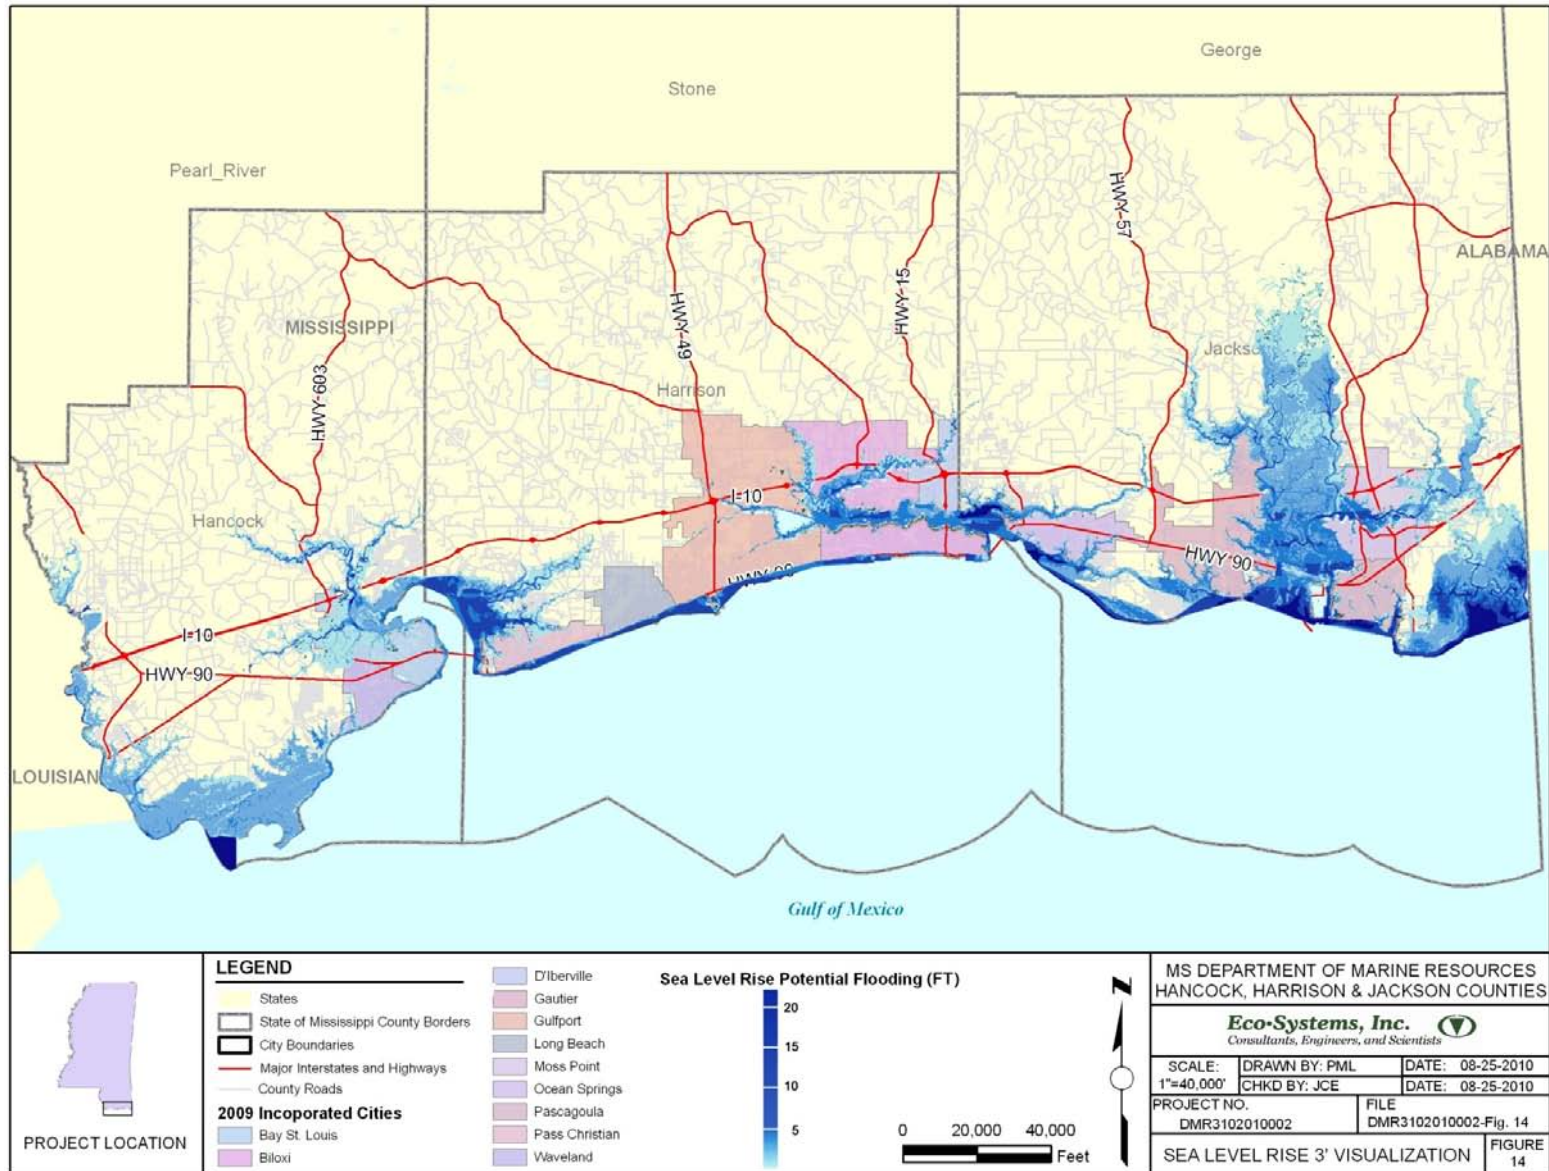 George
Stone
Pearl_River
HWY-57
ALABAMA
HWY-15
HWY-49
MISSISSIPPI
Jackso
HWY-603
Harrison
I-10
Hancock
HWY 90
HWY-90
I-10
HWY-90
LOUISIAN
Gulf of Mexico
PROJECT LOCATION
LEGEND
States
State of Mississippi County Borders
City Boundaries
Major Interstates and Highways
County Roads
2009 Incoporated Cities
Bay St. Louis
Biloxi
D'Iberville
Gautier
Gulfport
Long Beach
Moss Point
Ocean Springs
Pascagoula
Pass Christian
Waveland
Sea Level Rise Potential Flooding (FT)
20
15
10
5
N
0 20,000 40,000
Feet
MS DEPARTMENT OF MARINE RESOURCES
HANCOCK, HARRISON & JACKSON COUNTIES
Eco-Systems, Inc.
Consultants, Engineers, and Scientists
SCALE:
1"=40,000'
DRAWN BY: PML
DATE: 08-25-2010
CHKD BY: JCE
DATE: 08-25-2010
PROJECT NO.
DMR3102010002
FILE
DMR3102010002-Fig. 14
SEA LEVEL RISE 3' VISUALIZATION
FIGURE
14